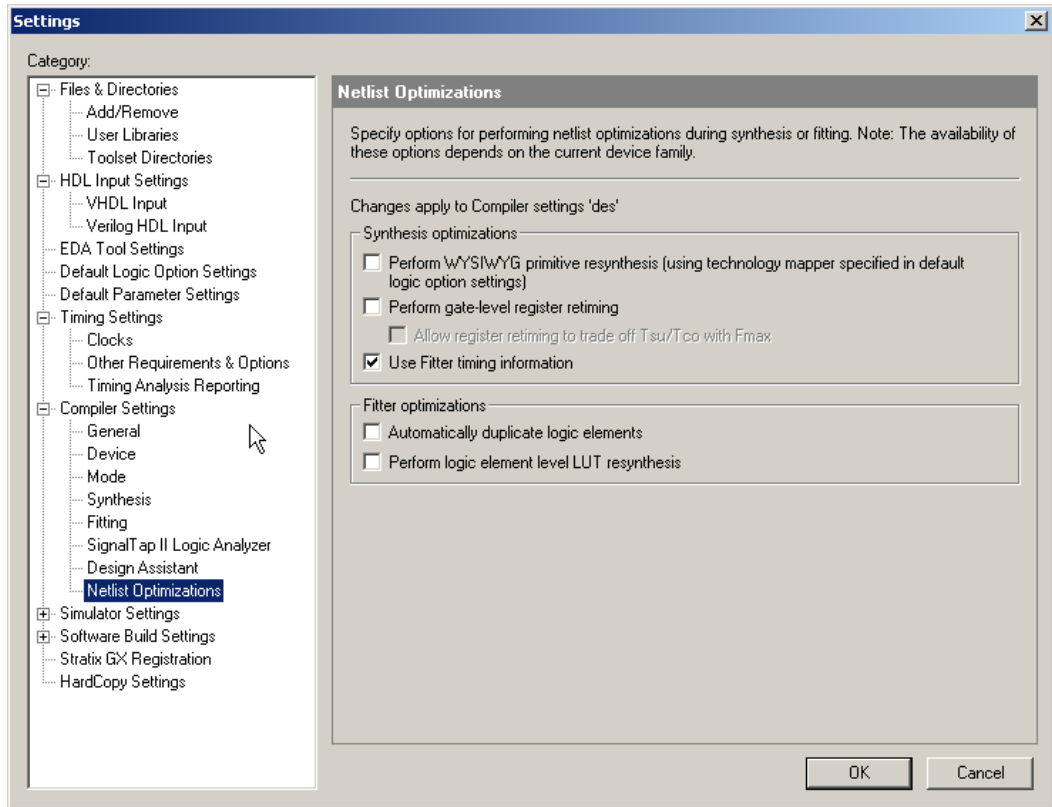 Settings
Category:
Files & Directories
Add/Remove
User Libraries
Toolset Directories
HDL Input Settings
VHDL Input
Verilog HDL Input
EDA Tool Settings
Default Logic Option Settings
Default Parameter Settings
Timing Settings
Clocks
Other Requirements & Options
Timing Analysis Reporting
Compiler Settings
General
Device
Mode
Synthesis
Fitting
SignalTap II Logic Analyzer
Design Assistant
Netlist Optimizations
Simulator Settings
Software Build Settings
Stratix GX Registration
HardCopy Settings
Netlist Optimizations
Specify options for performing netlist optimizations during synthesis or fitting. Note: The availability of
these options depends on the current device family.
Changes apply to Compiler settings 'des'
Synthesis optimizations
Perform WYSIWYG primitive resynthesis (using technology mapper specified in default
logic option settings)
Perform gate-level register retiming
Allow register retiming to trade off Tsu/Tco with Fmax
Use Fitter timing information
Fitter optimizations
Automatically duplicate logic elements
Perform logic element level LUT resynthesis
OK
Cancel